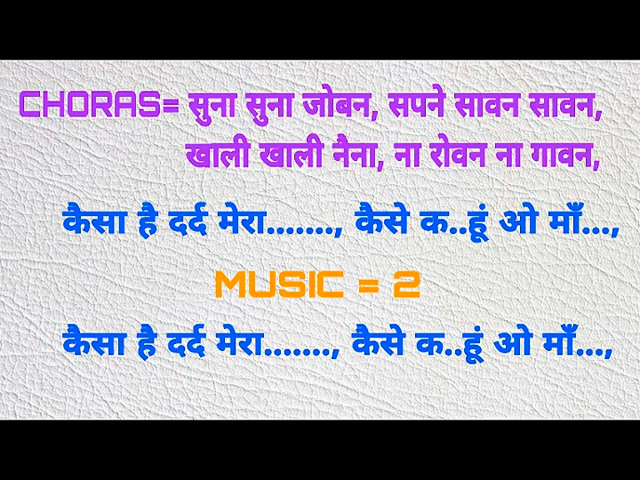 CHORAS= सुना सुना जोबन, सपने सावन सावन,
खाली खाली नैना, ना रोवन ना गावन,
कैसा है दर्द मेरा......., कैसे क..हूं ओ माँ...,
MUSIC = 2
कैसा है दर्द मेरा......., कैसे क..हूं ओ माँ...,